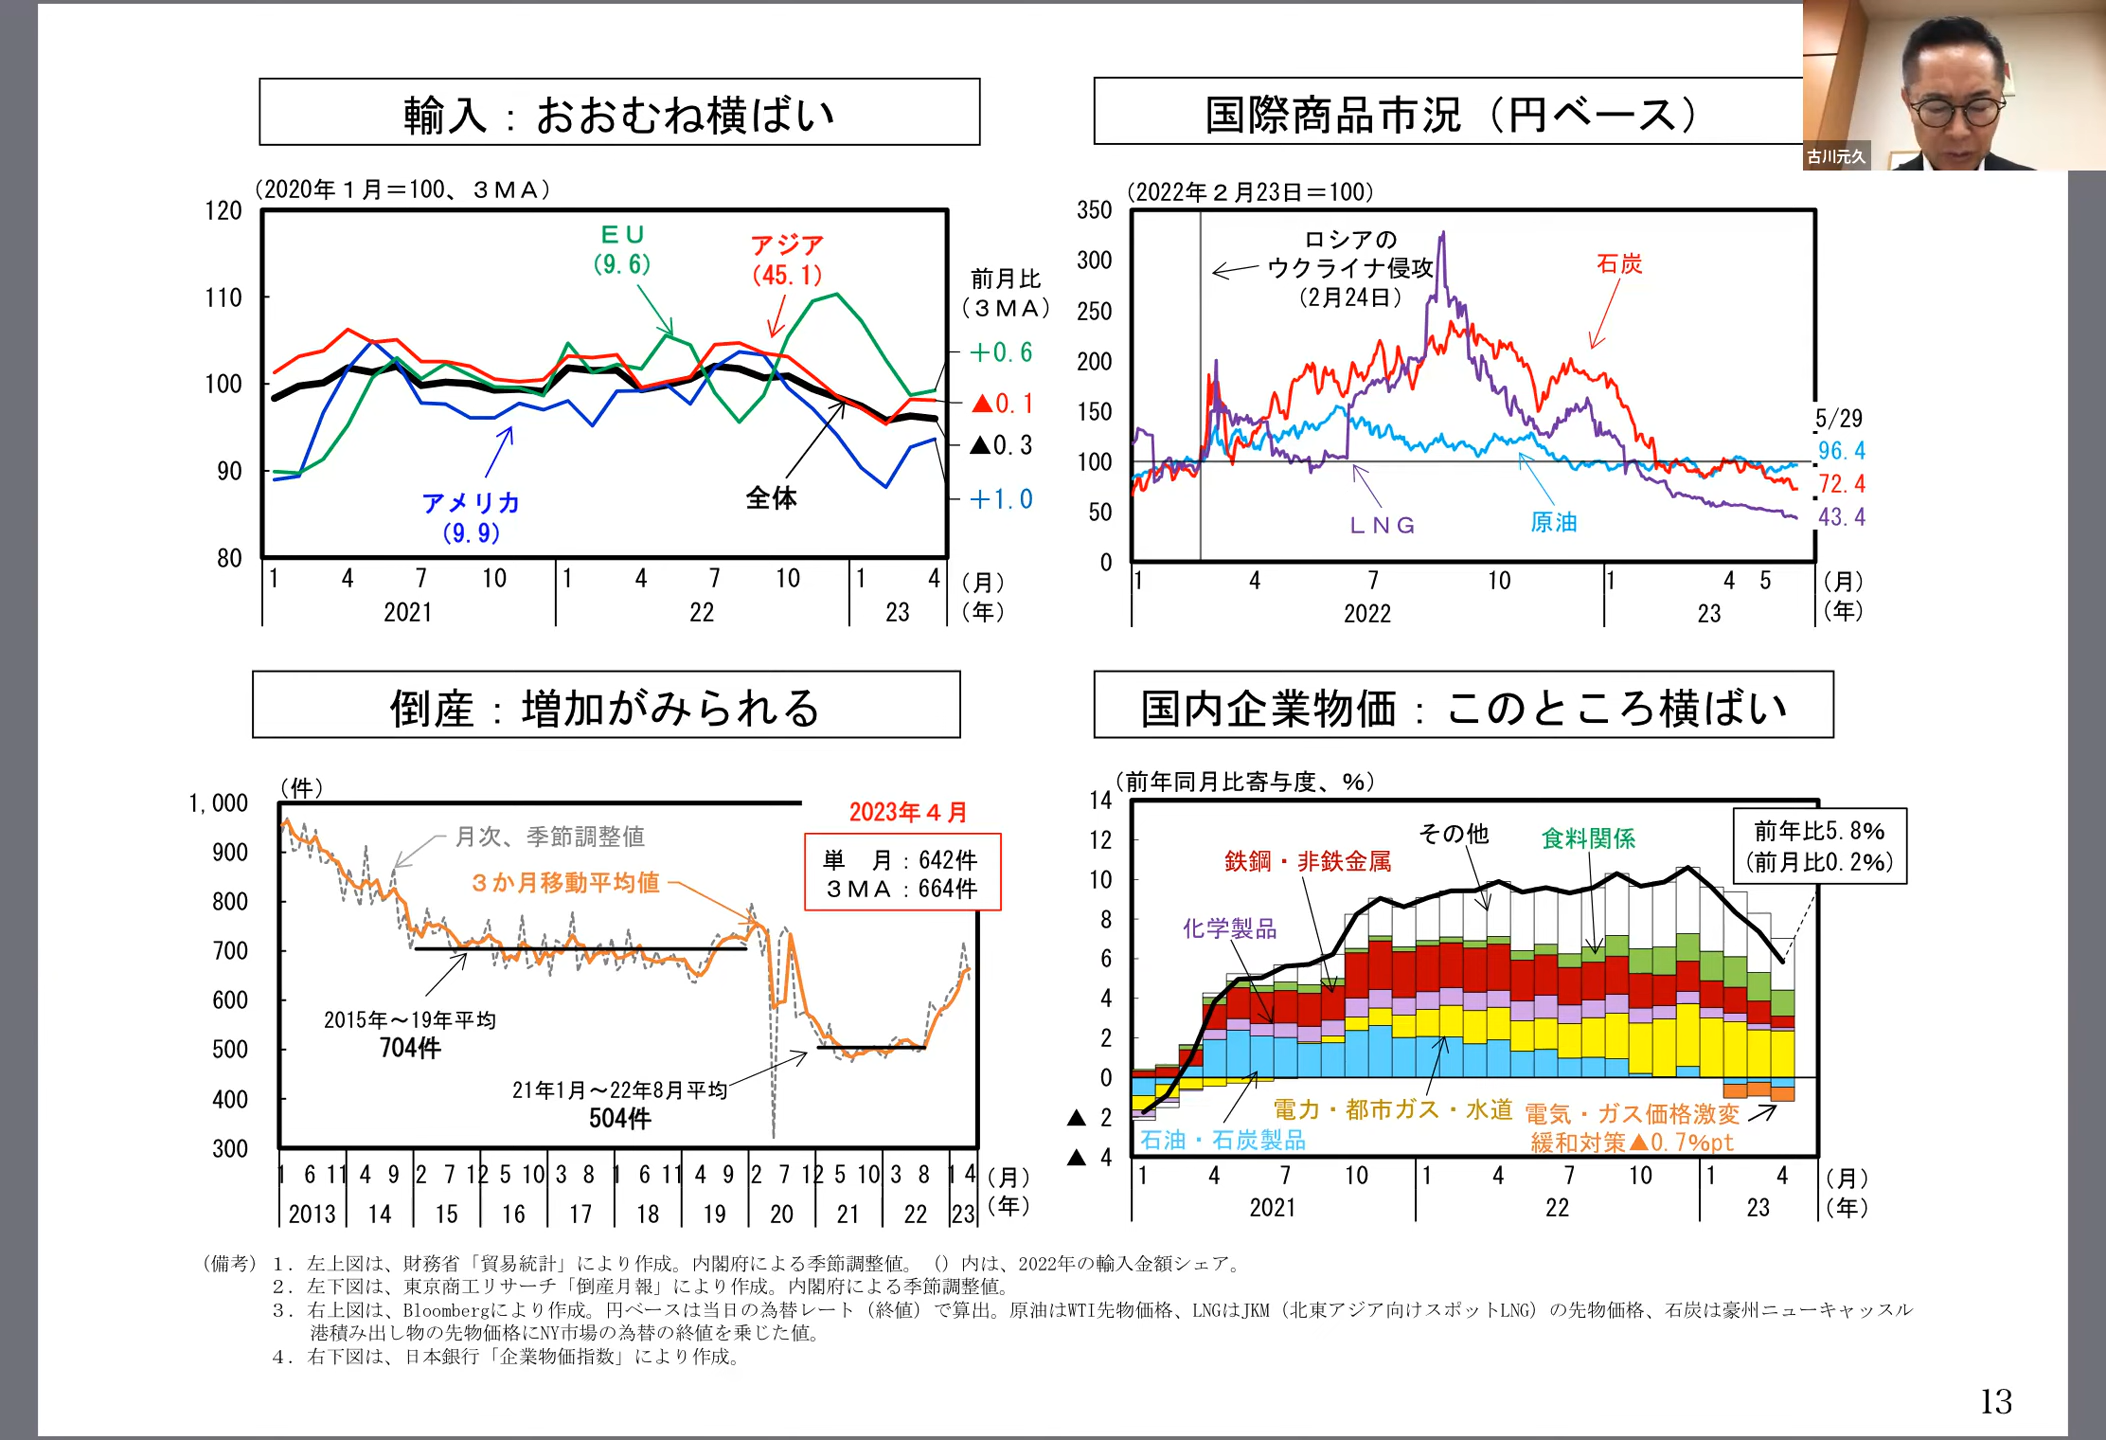 輸入：おおむね横ばい
（2020年１月＝100、３ＭＡ）
120
110
100
90
80
ＥＵ
(9.6)
アジア
(45.1)
アメリカ
(9.9)
全体
前月比
（３ＭＡ）
＋0.6
▲0.1
▲0.3
＋1.0
1 4 7 10 1 4 7 10 1 4 （月）
2021 22 23 （年）
国際商品市況（円ベース）
古川元久
（2022年２月23日＝100）
350
300
250
200
150
100
50
0
ロシアの
ウクライナ侵攻
（2月24日）
石炭
ＬＮＧ
原油
5/29
96.4
72.4
43.4
1 4 7 10 1 4 5 （月）
2022 23 （年）
倒産：増加がみられる
（件）
1,000
900
800
700
600
500
400
300
月次、季節調整値
３か月移動平均値
2023年４月
単　月：642件
３ＭＡ：664件
2015年～19年平均
704件
21年1月～22年8月平均
504件
1 6 11 4 9 2 7 12 5 10 3 8 1 6 11 4 9 2 7 12 5 10 3 8 1 4 （月）
2013 14 15 16 17 18 19 20 21 22 23 （年）
国内企業物価：このところ横ばい
（前年同月比寄与度、％）
14
12
10
8
6
4
2
0
▲ 2
▲ 4
その他
食料関係
鉄鋼・非鉄金属
化学製品
前年比5.8%
(前月比0.2%)
電力・都市ガス・水道
石油・石炭製品
電気・ガス価格激変
緩和対策▲0.7%pt
1 4 7 10 1 4 7 10 1 4 （月）
2021 22 23 （年）
（備考）１．左上図は、財務省「貿易統計」により作成。内閣府による季節調整値。（）内は、2022年の輸入金額シェア。
２．左下図は、東京商工リサーチ「倒産月報」により作成。内閣府による季節調整値。
３．右上図は、Bloombergにより作成。円ベースは当日の為替レート（終値）で算出。原油はWTI先物価格、LNGはJKM（北東アジア向けスポットLNG）の先物価格、石炭は豪州ニューキャッスル
港積み出し物の先物価格にNY市場の為替の終値を乗じた値。
４．右下図は、日本銀行「企業物価指数」により作成。
13